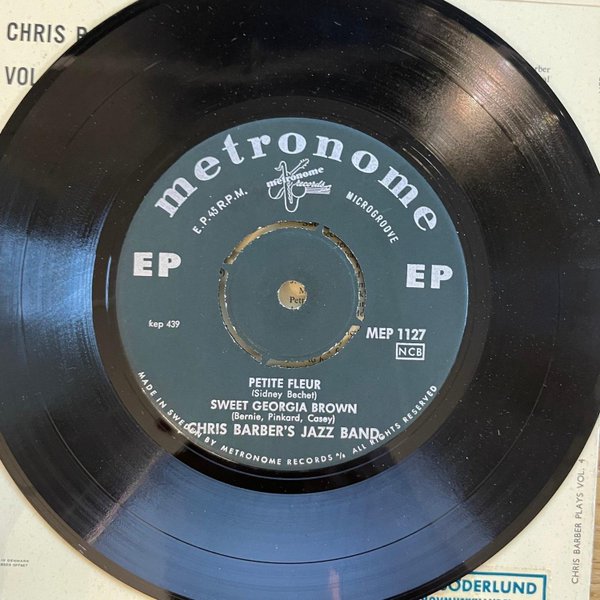 CHRIS B
VOL
metronome
metronome
records
E.P. 45 R.P.M.
MICROGROOVE
EP
EP
kep 439
MEP 1127
NCB
PETITE FLEUR
(Sidney Bechet)
SWEET GEORGIA BROWN
(Bernie, Pinkard, Casey)
CHRIS BARBER'S JAZZ BAND
MADE IN SWEDEN BY METRONOME RECORDS A/B ALL RIGHTS RESERVED
CHRIS BARBER PLAYS VOL. 4
ODERLUND